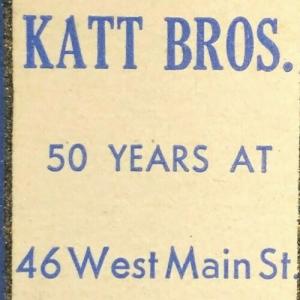 KATT BROS.
50 YEARS AT
46 West Main St.